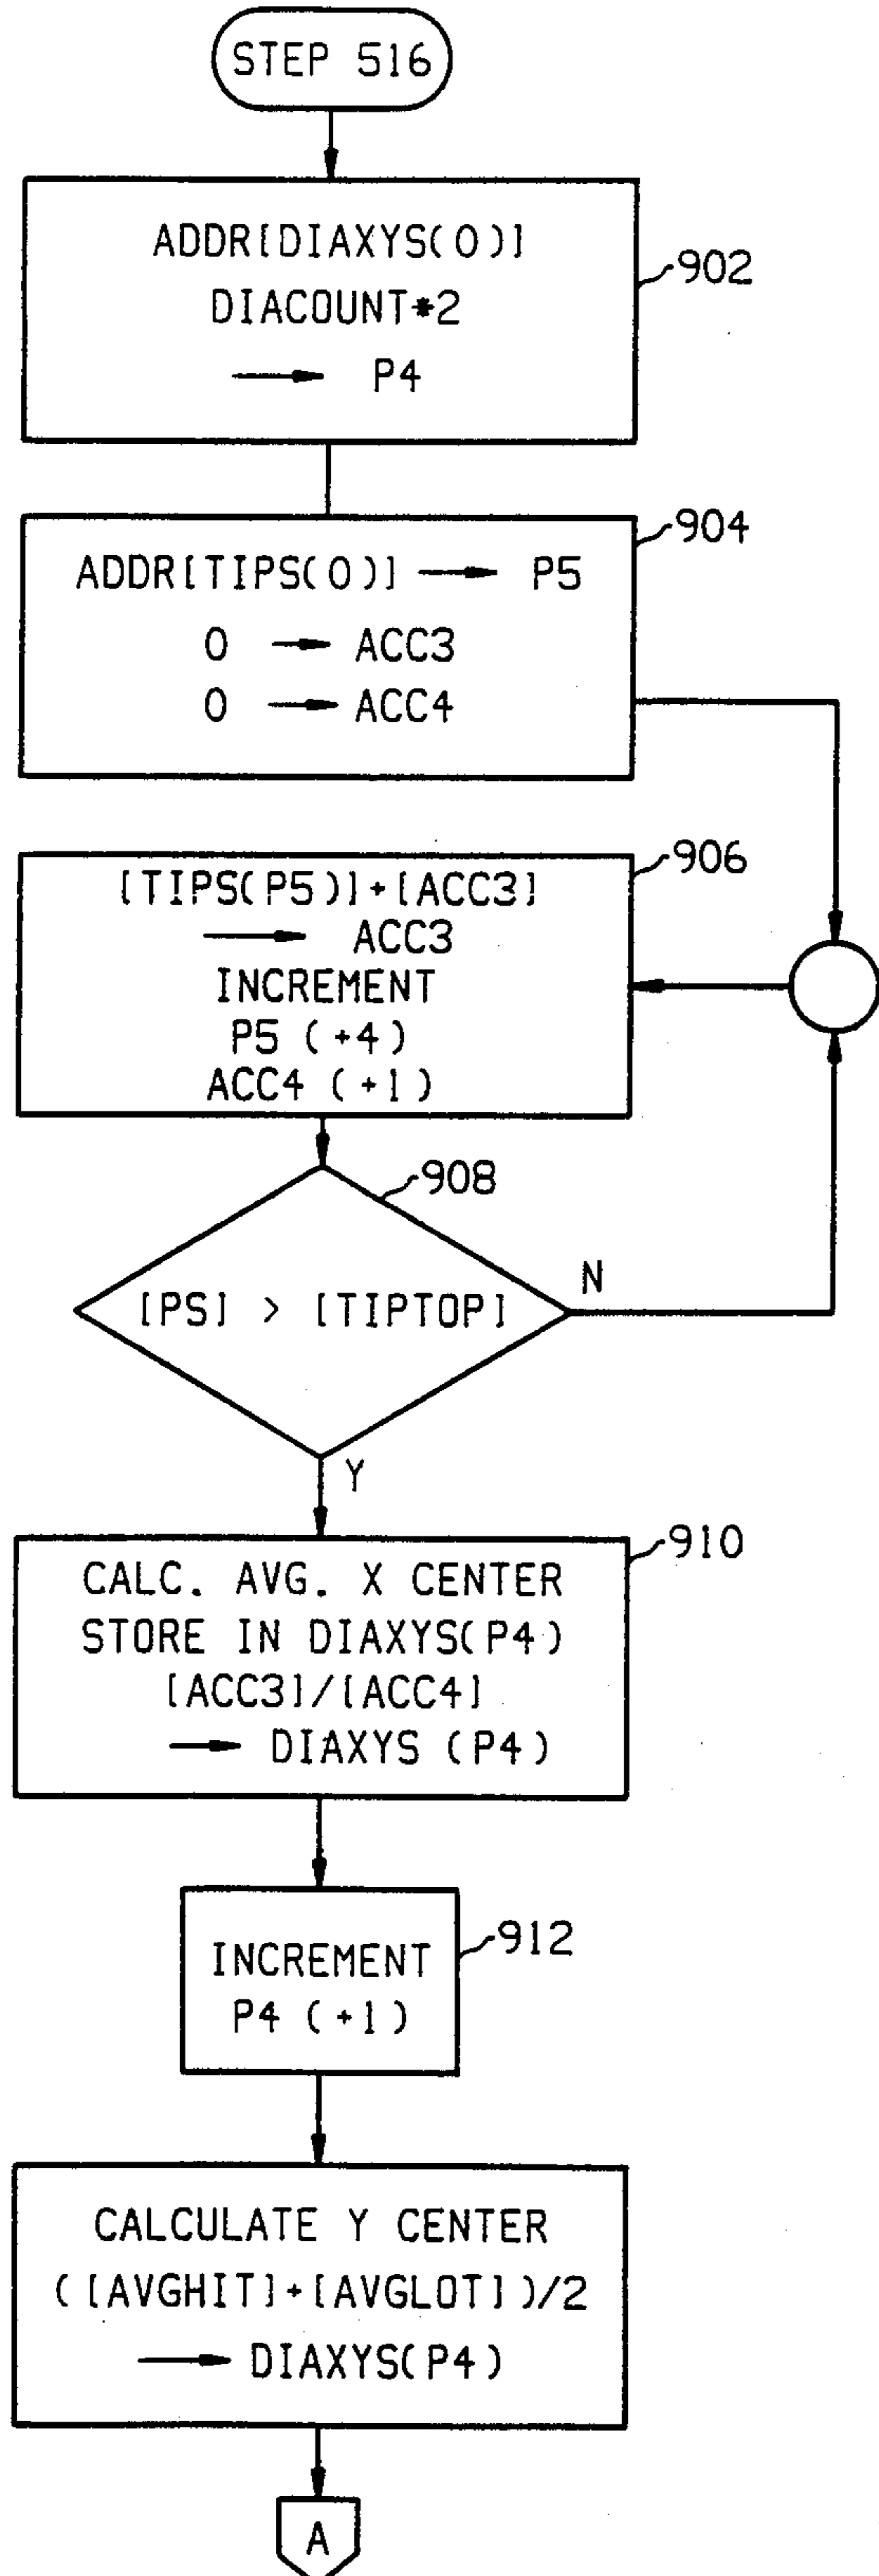 STEP 516
ADDR[DIAXYS(0)]
DIACOUNT*2
→ P4
902
ADDR[TIPS(0)] → P5
0 → ACC3
0 → ACC4
904
[TIPS(P5)]+[ACC3]
→ ACC3
INCREMENT
P5 (+4)
ACC4 (+1)
906
908
[PS] > [TIPTOP]
N
Y
CALC. AVG. X CENTER
STORE IN DIAXYS(P4)
[ACC3]/[ACC4]
→ DIAXYS (P4)
910
INCREMENT
P4 (+1)
912
CALCULATE Y CENTER
([AVGHIT]+[AVGLOT])/2
→ DIAXYS(P4)
A